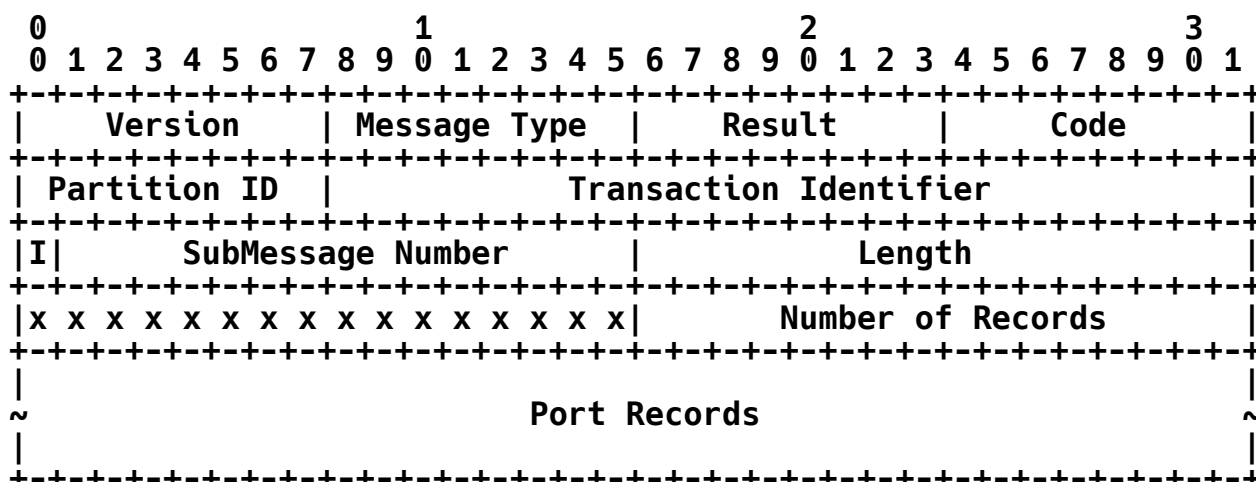 0                   1                   2                   3
 0 1 2 3 4 5 6 7 8 9 0 1 2 3 4 5 6 7 8 9 0 1 2 3 4 5 6 7 8 9 0 1
+-+-+-+-+-+-+-+-+-+-+-+-+-+-+-+-+-+-+-+-+-+-+-+-+-+-+-+-+-+-+-+-+
|    Version    | Message Type  |    Result     |     Code      |
+-+-+-+-+-+-+-+-+-+-+-+-+-+-+-+-+-+-+-+-+-+-+-+-+-+-+-+-+-+-+-+-+
| Partition ID  |            Transaction Identifier             |
+-+-+-+-+-+-+-+-+-+-+-+-+-+-+-+-+-+-+-+-+-+-+-+-+-+-+-+-+-+-+-+-+
|I|      SubMessage Number      |           Length              |
+-+-+-+-+-+-+-+-+-+-+-+-+-+-+-+-+-+-+-+-+-+-+-+-+-+-+-+-+-+-+-+-+
|x x x x x x x x x x x x x x x x|       Number of Records       |
+-+-+-+-+-+-+-+-+-+-+-+-+-+-+-+-+-+-+-+-+-+-+-+-+-+-+-+-+-+-+-+-+
|                                                               |
~                          Port Records                         ~
|                                                               |
+-+-+-+-+-+-+-+-+-+-+-+-+-+-+-+-+-+-+-+-+-+-+-+-+-+-+-+-+-+-+-+-+